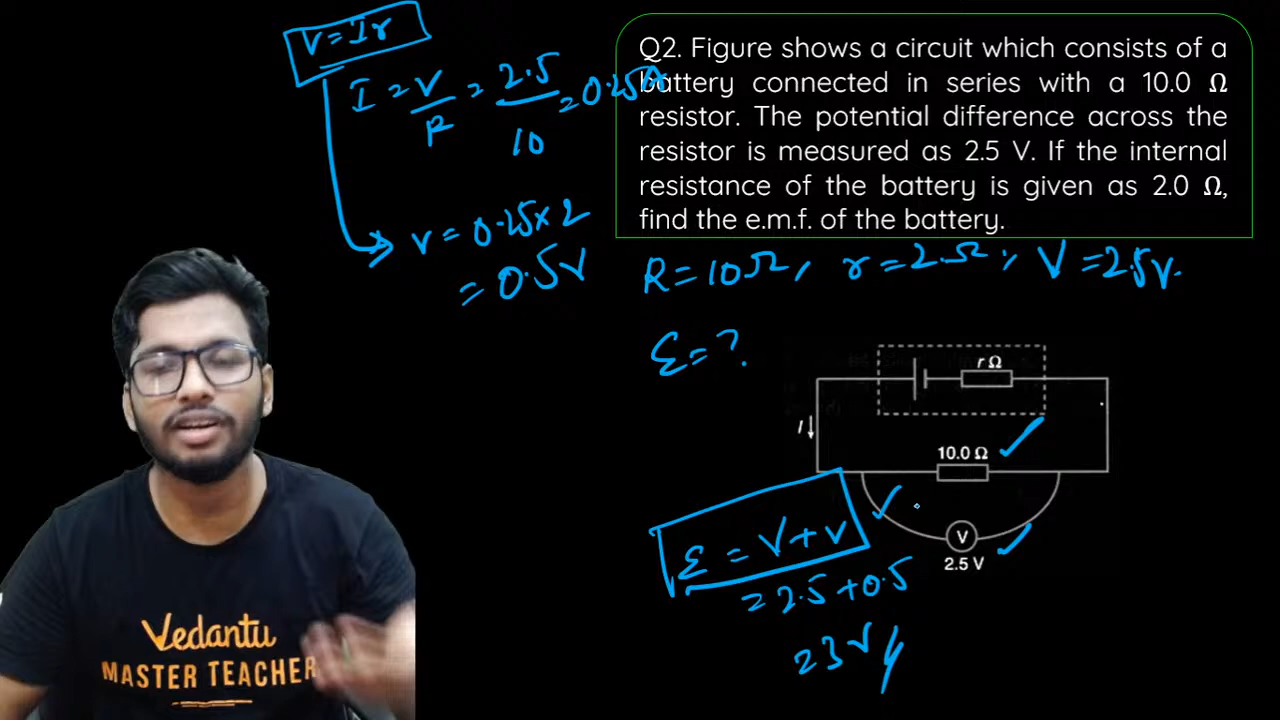 v = Ir
I = V/R = 2.5/10 = 0.25A
v = 0.25 x 2
= 0.5V
Q2. Figure shows a circuit which consists of a
battery connected in series with a 10.0 Ω
resistor. The potential difference across the
resistor is measured as 2.5 V. If the internal
resistance of the battery is given as 2.0 Ω,
find the e.m.f. of the battery.
R = 10Ω, r = 2Ω, V = 2.5V.
ε = ?
r Ω
I
10.0 Ω
V
2.5 V
ε = V + v
= 2.5 + 0.5
= 3V
Vedantu
MASTER TEACHER